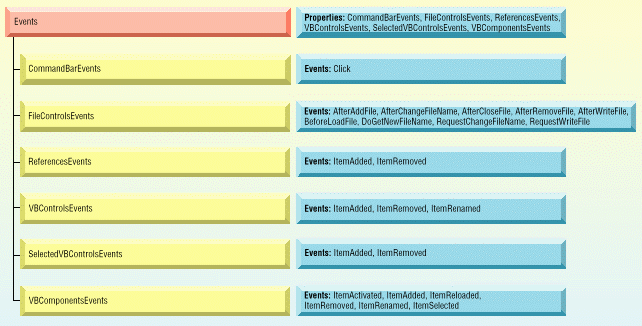 Events
Properties: CommandBarEvents, FileControlsEvents, ReferencesEvents,
VBControlsEvents, SelectedVBControlsEvents, VBComponentsEvents
CommandBarEvents
Events: Click
FileControlsEvents
Events: AfterAddFile, AfterChangeFileName, AfterCloseFile, AfterRemoveFile, AfterWriteFile,
BeforeLoadFile, DoGetNewFileName, RequestChangeFileName, RequestWriteFile
ReferencesEvents
Events: ItemAdded, ItemRemoved
VBControlsEvents
Events: ItemAdded, ItemRemoved, ItemRenamed
SelectedVBControlsEvents
Events: ItemAdded, ItemRemoved
VBComponentsEvents
Events: ItemActivated, ItemAdded, ItemReloaded,
ItemRemoved, ItemRenamed, ItemSelected